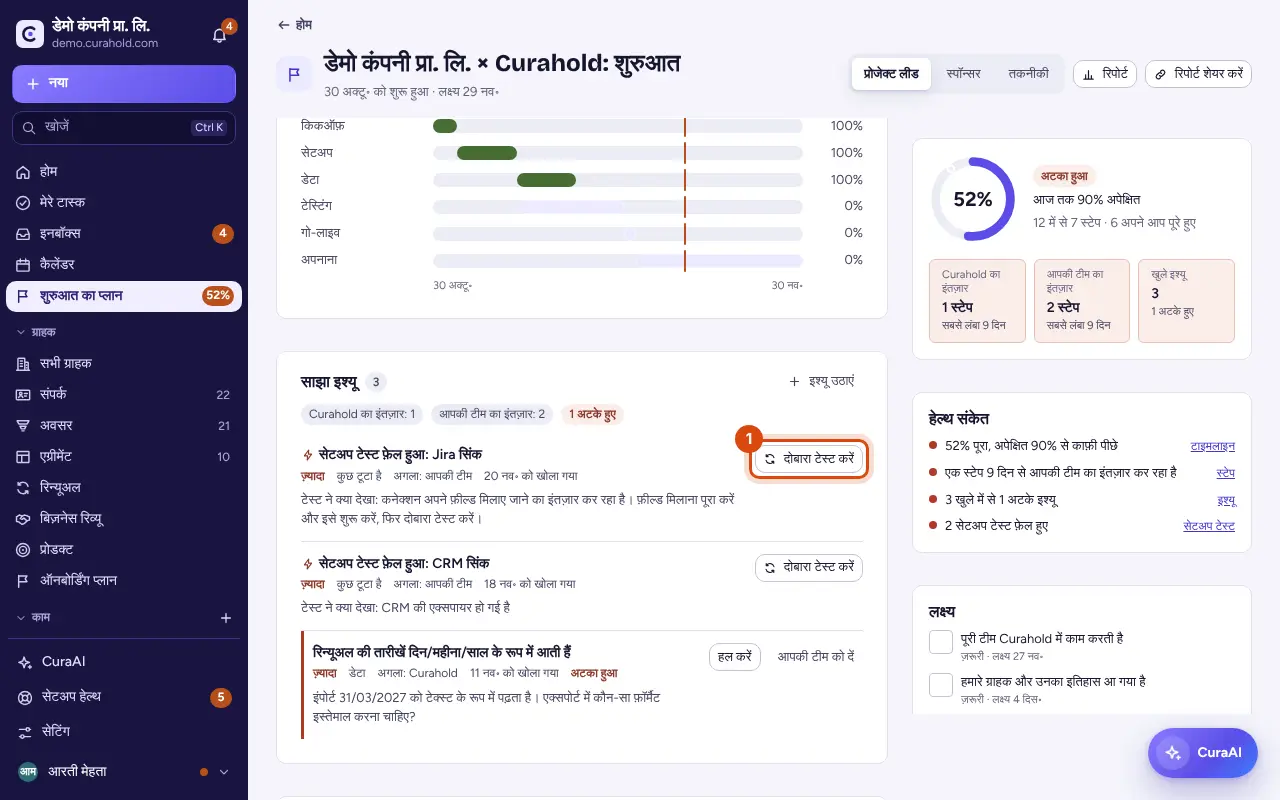 डेमो कंपनी प्रा. लि.
demo.curahold.com
4
नया
खोजें
Ctrl K
होम
मेरे टास्क
इनबॉक्स
4
कैलेंडर
शुरुआत का प्लान
52%
ग्राहक
सभी ग्राहक
संपर्क
22
अवसर
21
एग्रीमेंट
10
रिन्यूअल
बिज़नेस रिव्यू
प्रोडक्ट
ऑनबोर्डिंग प्लान
काम
CuraAI
सेटअप हेल्थ
5
सेटिंग
आम
आरती मेहता
होम
डेमो कंपनी प्रा. लि. × Curahold: शुरुआत
30 अक्टू॰ को शुरू हुआ · लक्ष्य 29 नव॰
प्रोजेक्ट लीड
स्पॉन्सर
तकनीकी
रिपोर्ट
रिपोर्ट शेयर करें
किकऑफ़
100%
सेटअप
100%
डेटा
100%
टेस्टिंग
0%
गो-लाइव
0%
अपनाना
0%
30 अक्टू॰
30 नव॰
साझा इश्यू
3
इश्यू उठाएं
Curahold का इंतज़ार: 1
आपकी टीम का इंतज़ार: 2
1 अटके हुए
1
सेटअप टेस्ट फ़ेल हुआ: Jira सिंक
दोबारा टेस्ट करें
ज़्यादा
कुछ टूटा है
अगला: आपकी टीम
20 नव॰ को खोला गया
टेस्ट ने क्या देखा: कनेक्शन अपने फ़ील्ड मिलाए जाने का इंतज़ार कर रहा है। फ़ील्ड मिलाना पूरा करें
और इसे शुरू करें, फिर दोबारा टेस्ट करें।
सेटअप टेस्ट फ़ेल हुआ: CRM सिंक
दोबारा टेस्ट करें
ज़्यादा
कुछ टूटा है
अगला: आपकी टीम
18 नव॰ को खोला गया
टेस्ट ने क्या देखा: CRM की एक्सपायर हो गई है
रिन्यूअल की तारीखें दिन/महीना/साल के रूप में आती हैं
हल करें
आपकी टीम को दें
ज़्यादा
डेटा
अगला: Curahold
11 नव॰ को खोला गया
अटका हुआ
इंपोर्ट 31/03/2027 को टेक्स्ट के रूप में पढ़ता है। एक्सपोर्ट में कौन-सा फ़ॉर्मैट
इस्तेमाल करना चाहिए?
52%
अटका हुआ
आज तक 90% अपेक्षित
12 में से 7 स्टेप · 6 अपने आप पूरे हुए
Curahold का
इंतज़ार
1 स्टेप
सबसे लंबा 9 दिन
आपकी टीम का
इंतज़ार
2 स्टेप
सबसे लंबा 9 दिन
खुले इश्यू
3
1 अटके हुए
हेल्थ संकेत
52% पूरा, अपेक्षित 90% से काफ़ी पीछे
टाइमलाइन
एक स्टेप 9 दिन से आपकी टीम का इंतज़ार कर रहा है
स्टेप
3 खुले में से 1 अटके इश्यू
इश्यू
2 सेटअप टेस्ट फ़ेल हुए
सेटअप टेस्ट
लक्ष्य
पूरी टीम Curahold में काम करती है
ज़रूरी · लक्ष्य 27 नव॰
हमारे ग्राहक और उनका इतिहास आ गया है
ज़रूरी · लक्ष्य 4 दिस॰
CuraAI